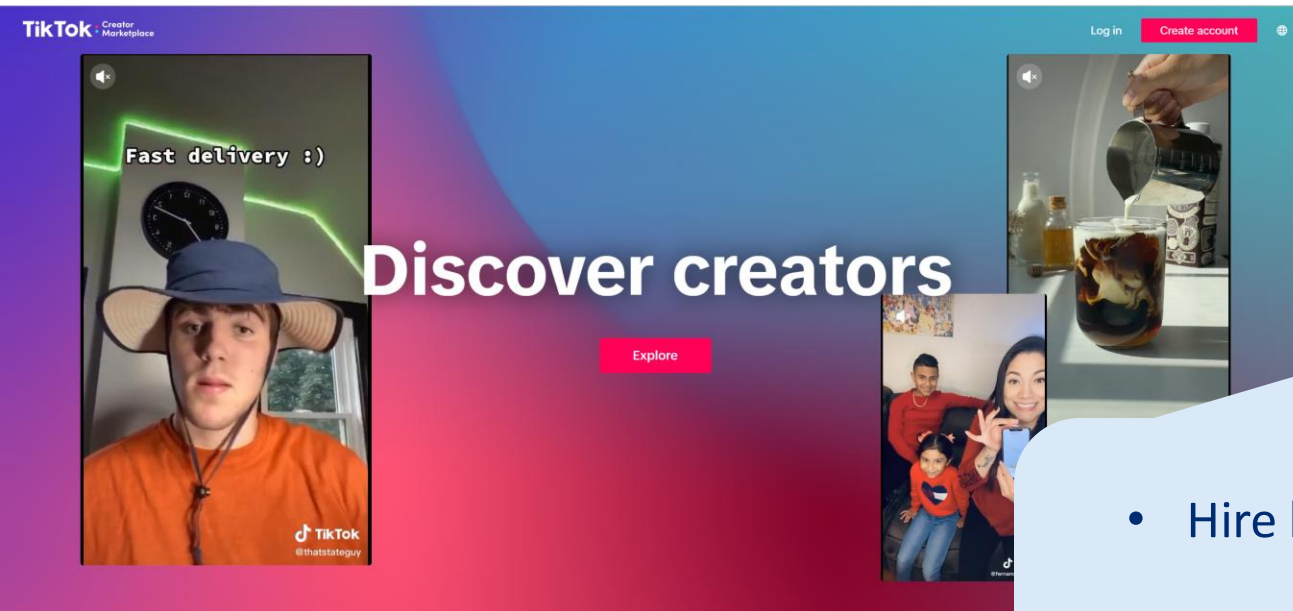 TikTok: Creator Marketplace
Log in
Create account
Fast delivery :)
Discover creators
Explore
TikTok
@thatstateguy
• Hire